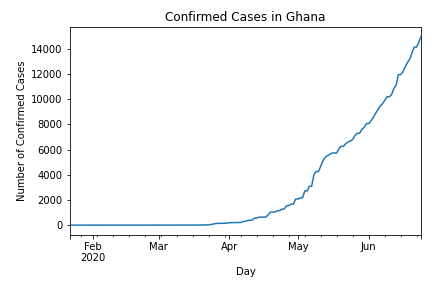 Confirmed Cases in Ghana
Number of Confirmed Cases
14000
12000
10000
8000
6000
4000
2000
0
Feb
2020
Mar
Apr
May
Jun
Day